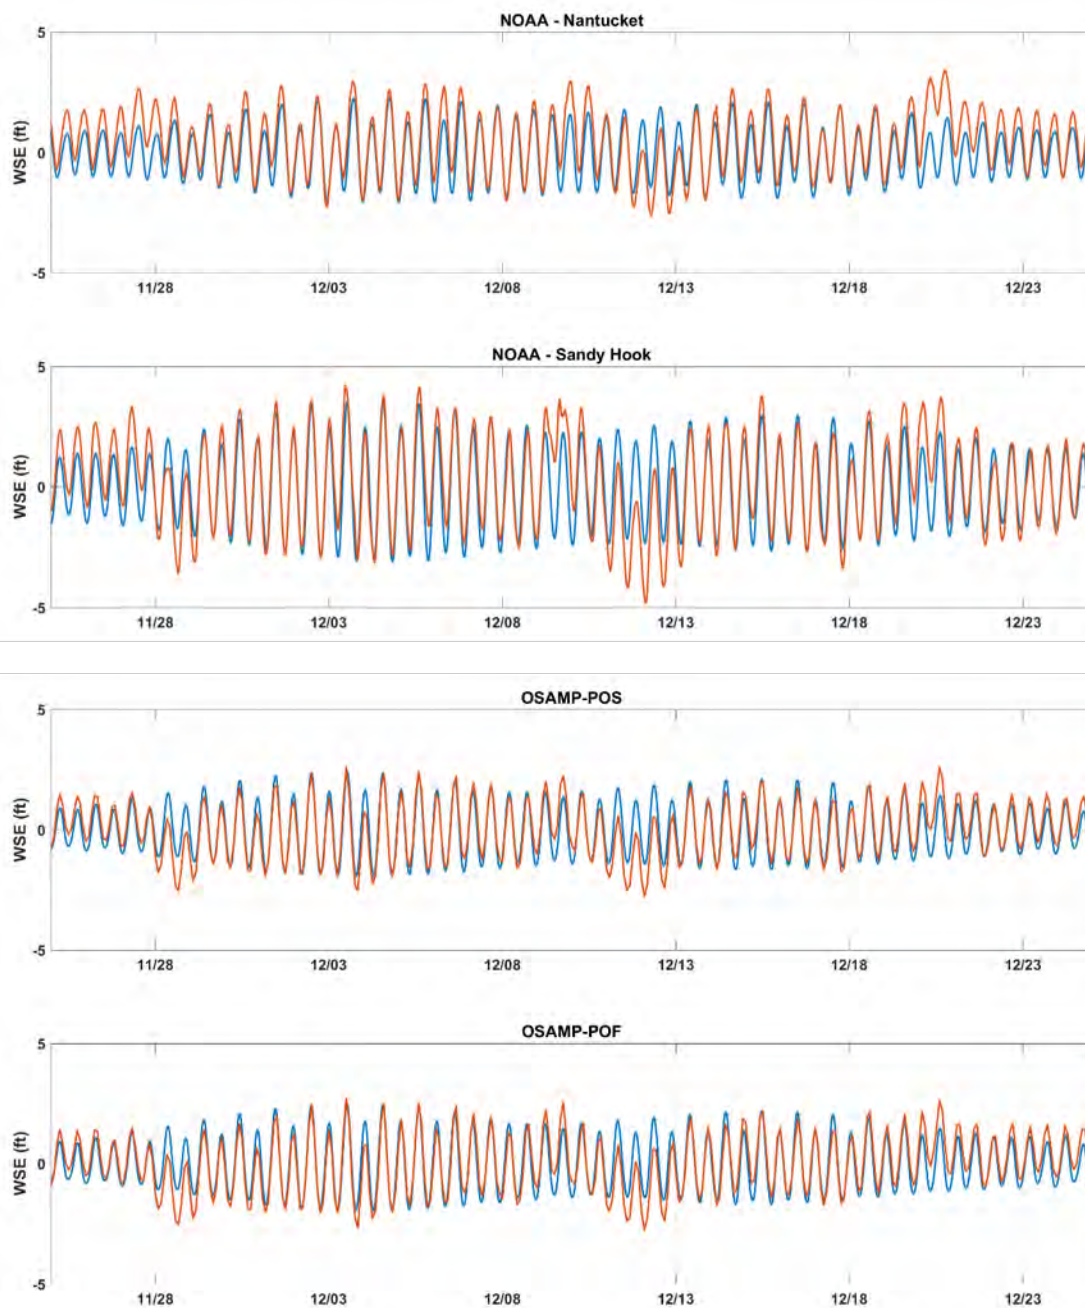 NOAA - Nantucket
5
WSE (ft)
0
-5
11/28 12/03 12/08 12/13 12/18 12/23
NOAA - Sandy Hook
5
WSE (ft)
0
-5
11/28 12/03 12/08 12/13 12/18 12/23
OSAMP-POS
5
WSE (ft)
0
-5
11/28 12/03 12/08 12/13 12/18 12/23
OSAMP-POF
5
WSE (ft)
0
-5
11/28 12/03 12/08 12/13 12/18 12/23